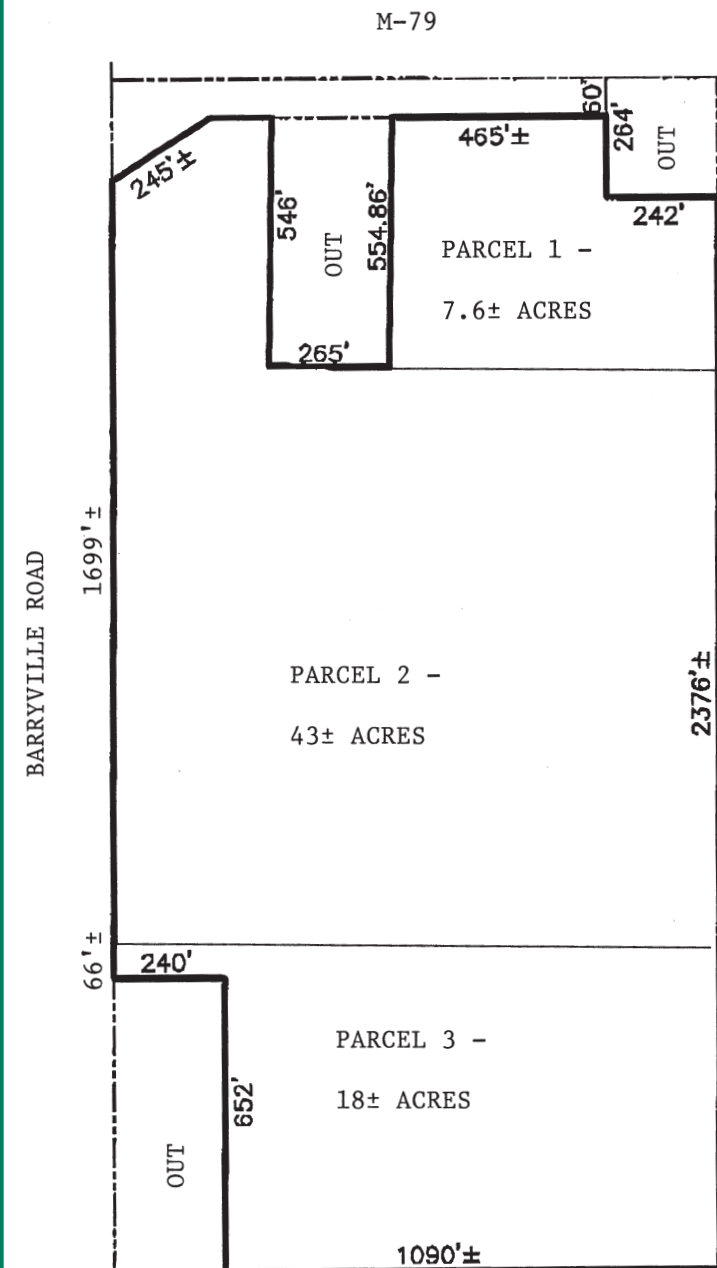 M-79
60'
264'
OUT
242'
465'±
245'±
546'
OUT
554.86'
265'
PARCEL 1 -
7.6± ACRES
1699'±
BARRYVILLE ROAD
PARCEL 2 -
43± ACRES
2376'±
66'±
240'
PARCEL 3 -
18± ACRES
652'
OUT
1090'±